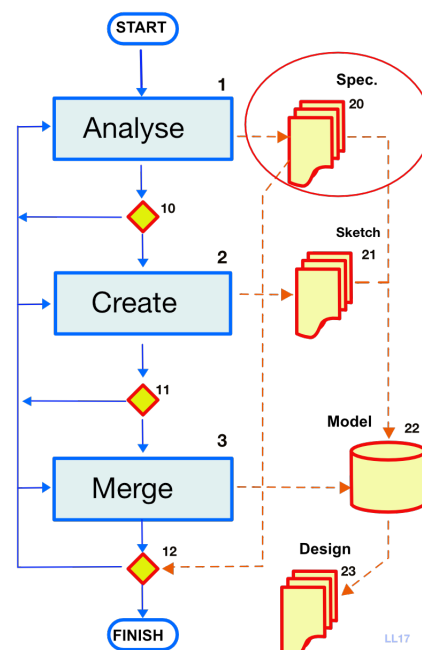 START
1
Spec.
20
Analyse
10
Sketch
2
21
Create
11
Model
3
22
Merge
12
Design
23
FINISH
LL17